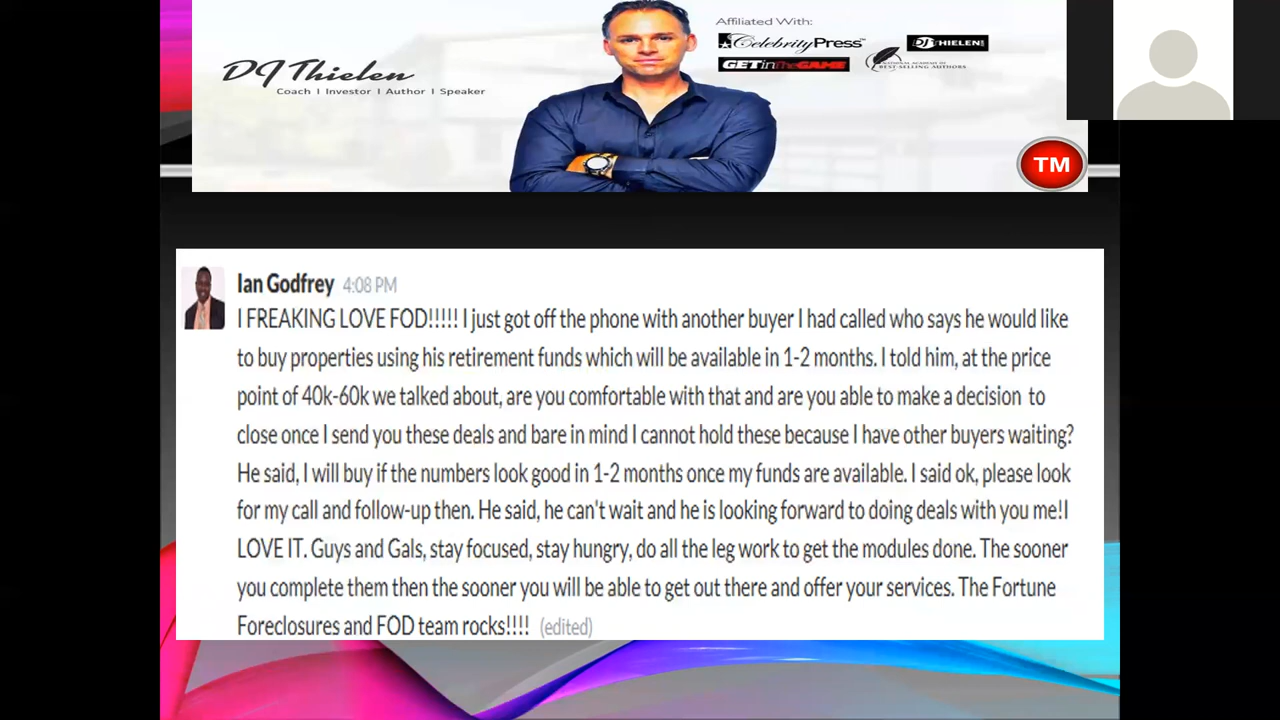 DJ Thielen
Coach I Investor I Author I Speaker
Affiliated With:
CelebrityPress™
DJTHIELEN
GETinTheGAME
NATIONAL ACADEMY OF
BEST-SELLING AUTHORS
TM
Ian Godfrey 4:08 PM
I FREAKING LOVE FOD!!!!! I just got off the phone with another buyer I had called who says he would like
to buy properties using his retirement funds which will be available in 1-2 months. I told him, at the price
point of 40k-60k we talked about, are you comfortable with that and are you able to make a decision to
close once I send you these deals and bare in mind I cannot hold these because I have other buyers waiting?
He said, I will buy if the numbers look good in 1-2 months once my funds are available. I said ok, please look
for my call and follow-up then. He said, he can't wait and he is looking forward to doing deals with you me!I
LOVE IT. Guys and Gals, stay focused, stay hungry, do all the leg work to get the modules done. The sooner
you complete them then the sooner you will be able to get out there and offer your services. The Fortune
Foreclosures and FOD team rocks!!!! (edited)